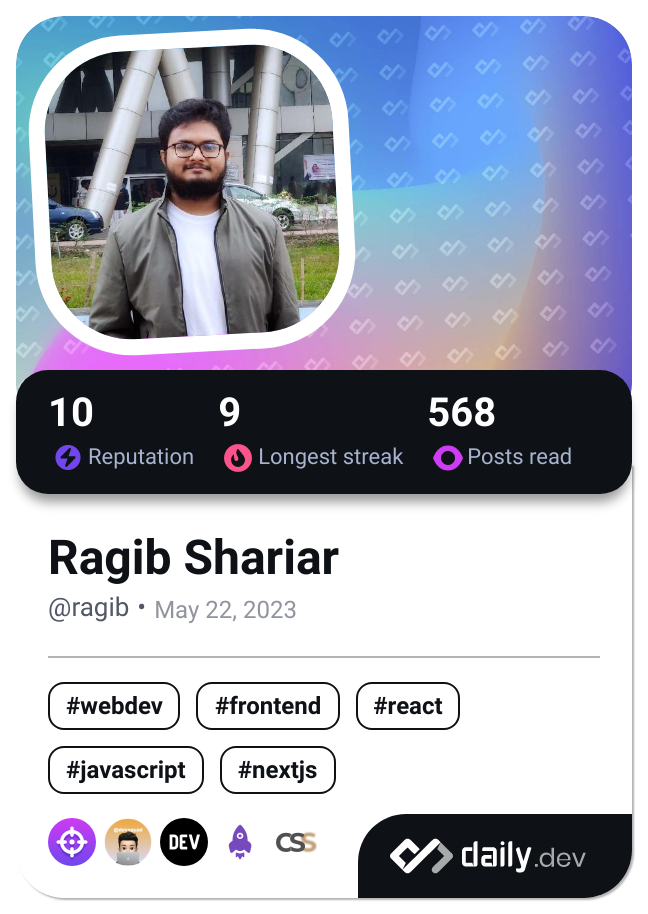 10 9 568
Reputation Longest streak Posts read
Ragib Shariar
@ragib • May 22, 2023
#webdev #frontend #react
#javascript #nextjs
DEV CSS
daily.dev